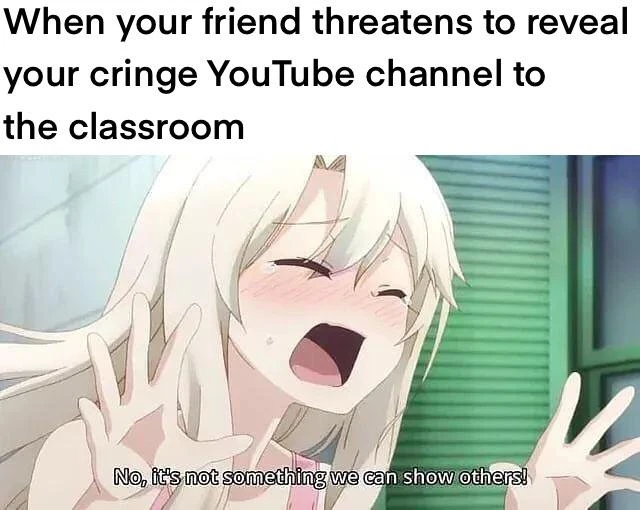 When your friend threatens to reveal
your cringe YouTube channel to
the classroom
No, it's not something we can show others!